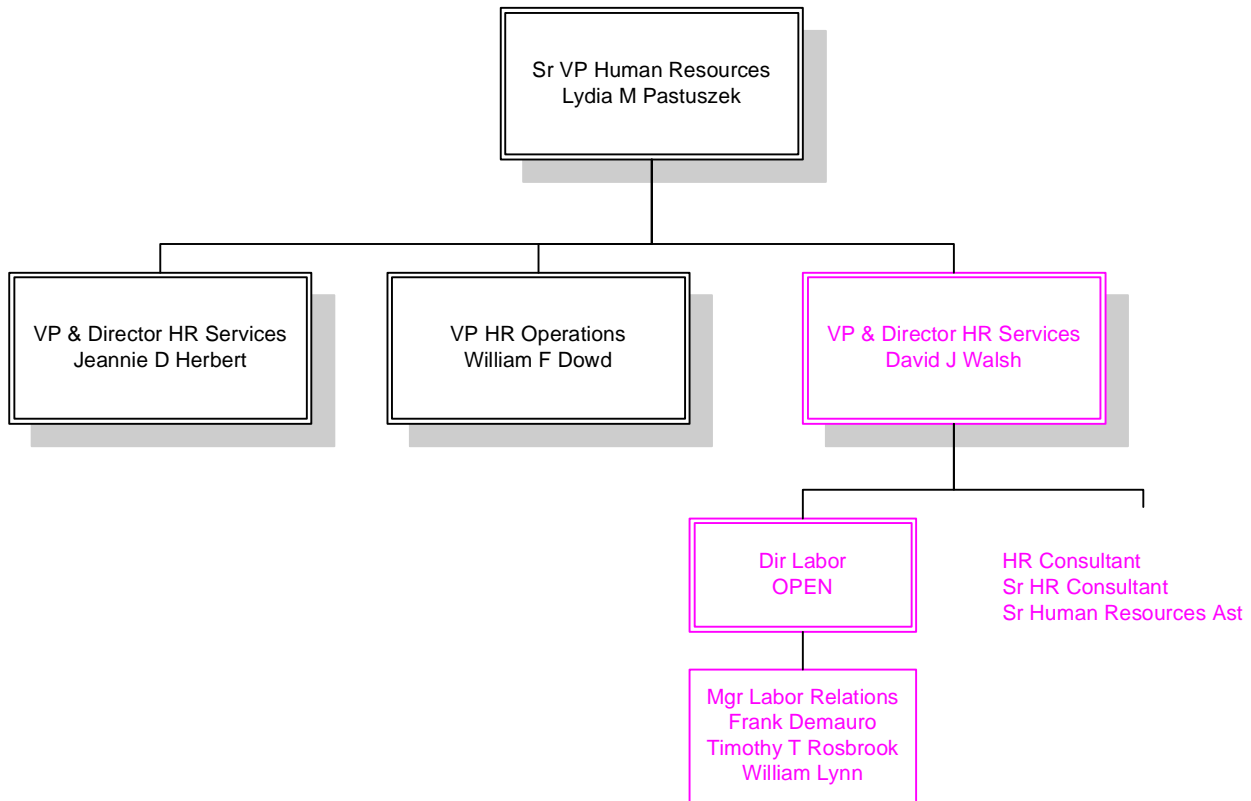 Sr VP Human Resources
Lydia M Pastuszek
VP & Director HR Services
Jeannie D Herbert
VP HR Operations
William F Dowd
VP & Director HR Services
David J Walsh
Dir Labor
OPEN
HR Consultant
Sr HR Consultant
Sr Human Resources Ast
Mgr Labor Relations
Frank Demauro
Timothy T Rosbrook
William Lynn